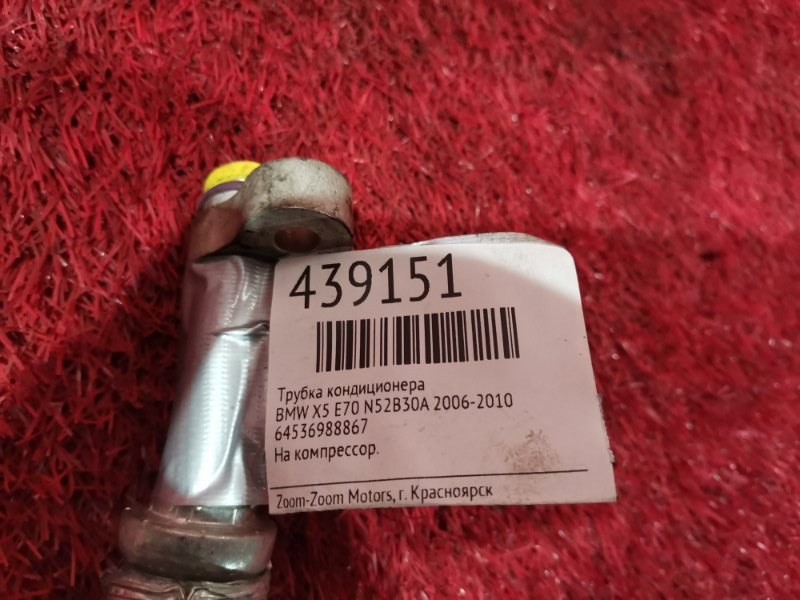 439151
Трубка кондиционера
BMW X5 E70 N52B30A 2006-2010
64536988867
На компрессор.
Zoom-Zoom Motors, г. Красноярск